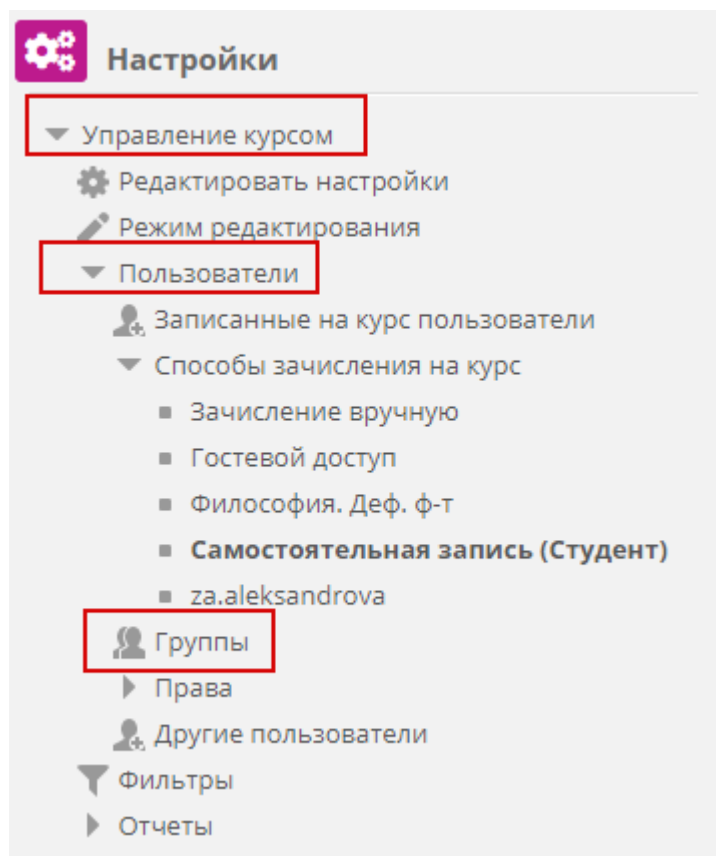 Настройки
Управление курсом
Редактировать настройки
Режим редактирования
Пользователи
Записанные на курс пользователи
Способы зачисления на курс
Зачисление вручную
Гостевой доступ
Философия. Деф. ф-т
Самостоятельная запись (Студент)
za.aleksandrova
Группы
Права
Другие пользователи
Фильтры
Отчеты